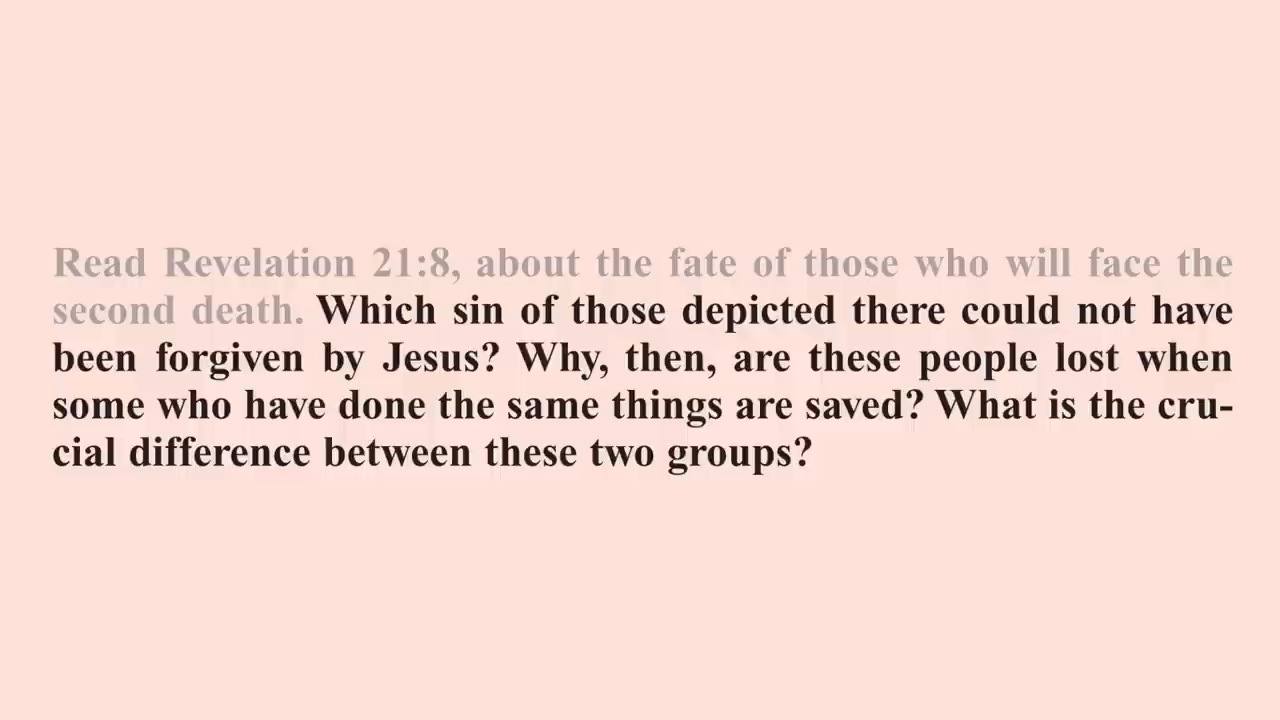 Read Revelation 21:8, about the fate of those who will face the
second death. Which sin of those depicted there could not have
been forgiven by Jesus? Why, then, are these people lost when
some who have done the same things are saved? What is the cru-
cial difference between these two groups?